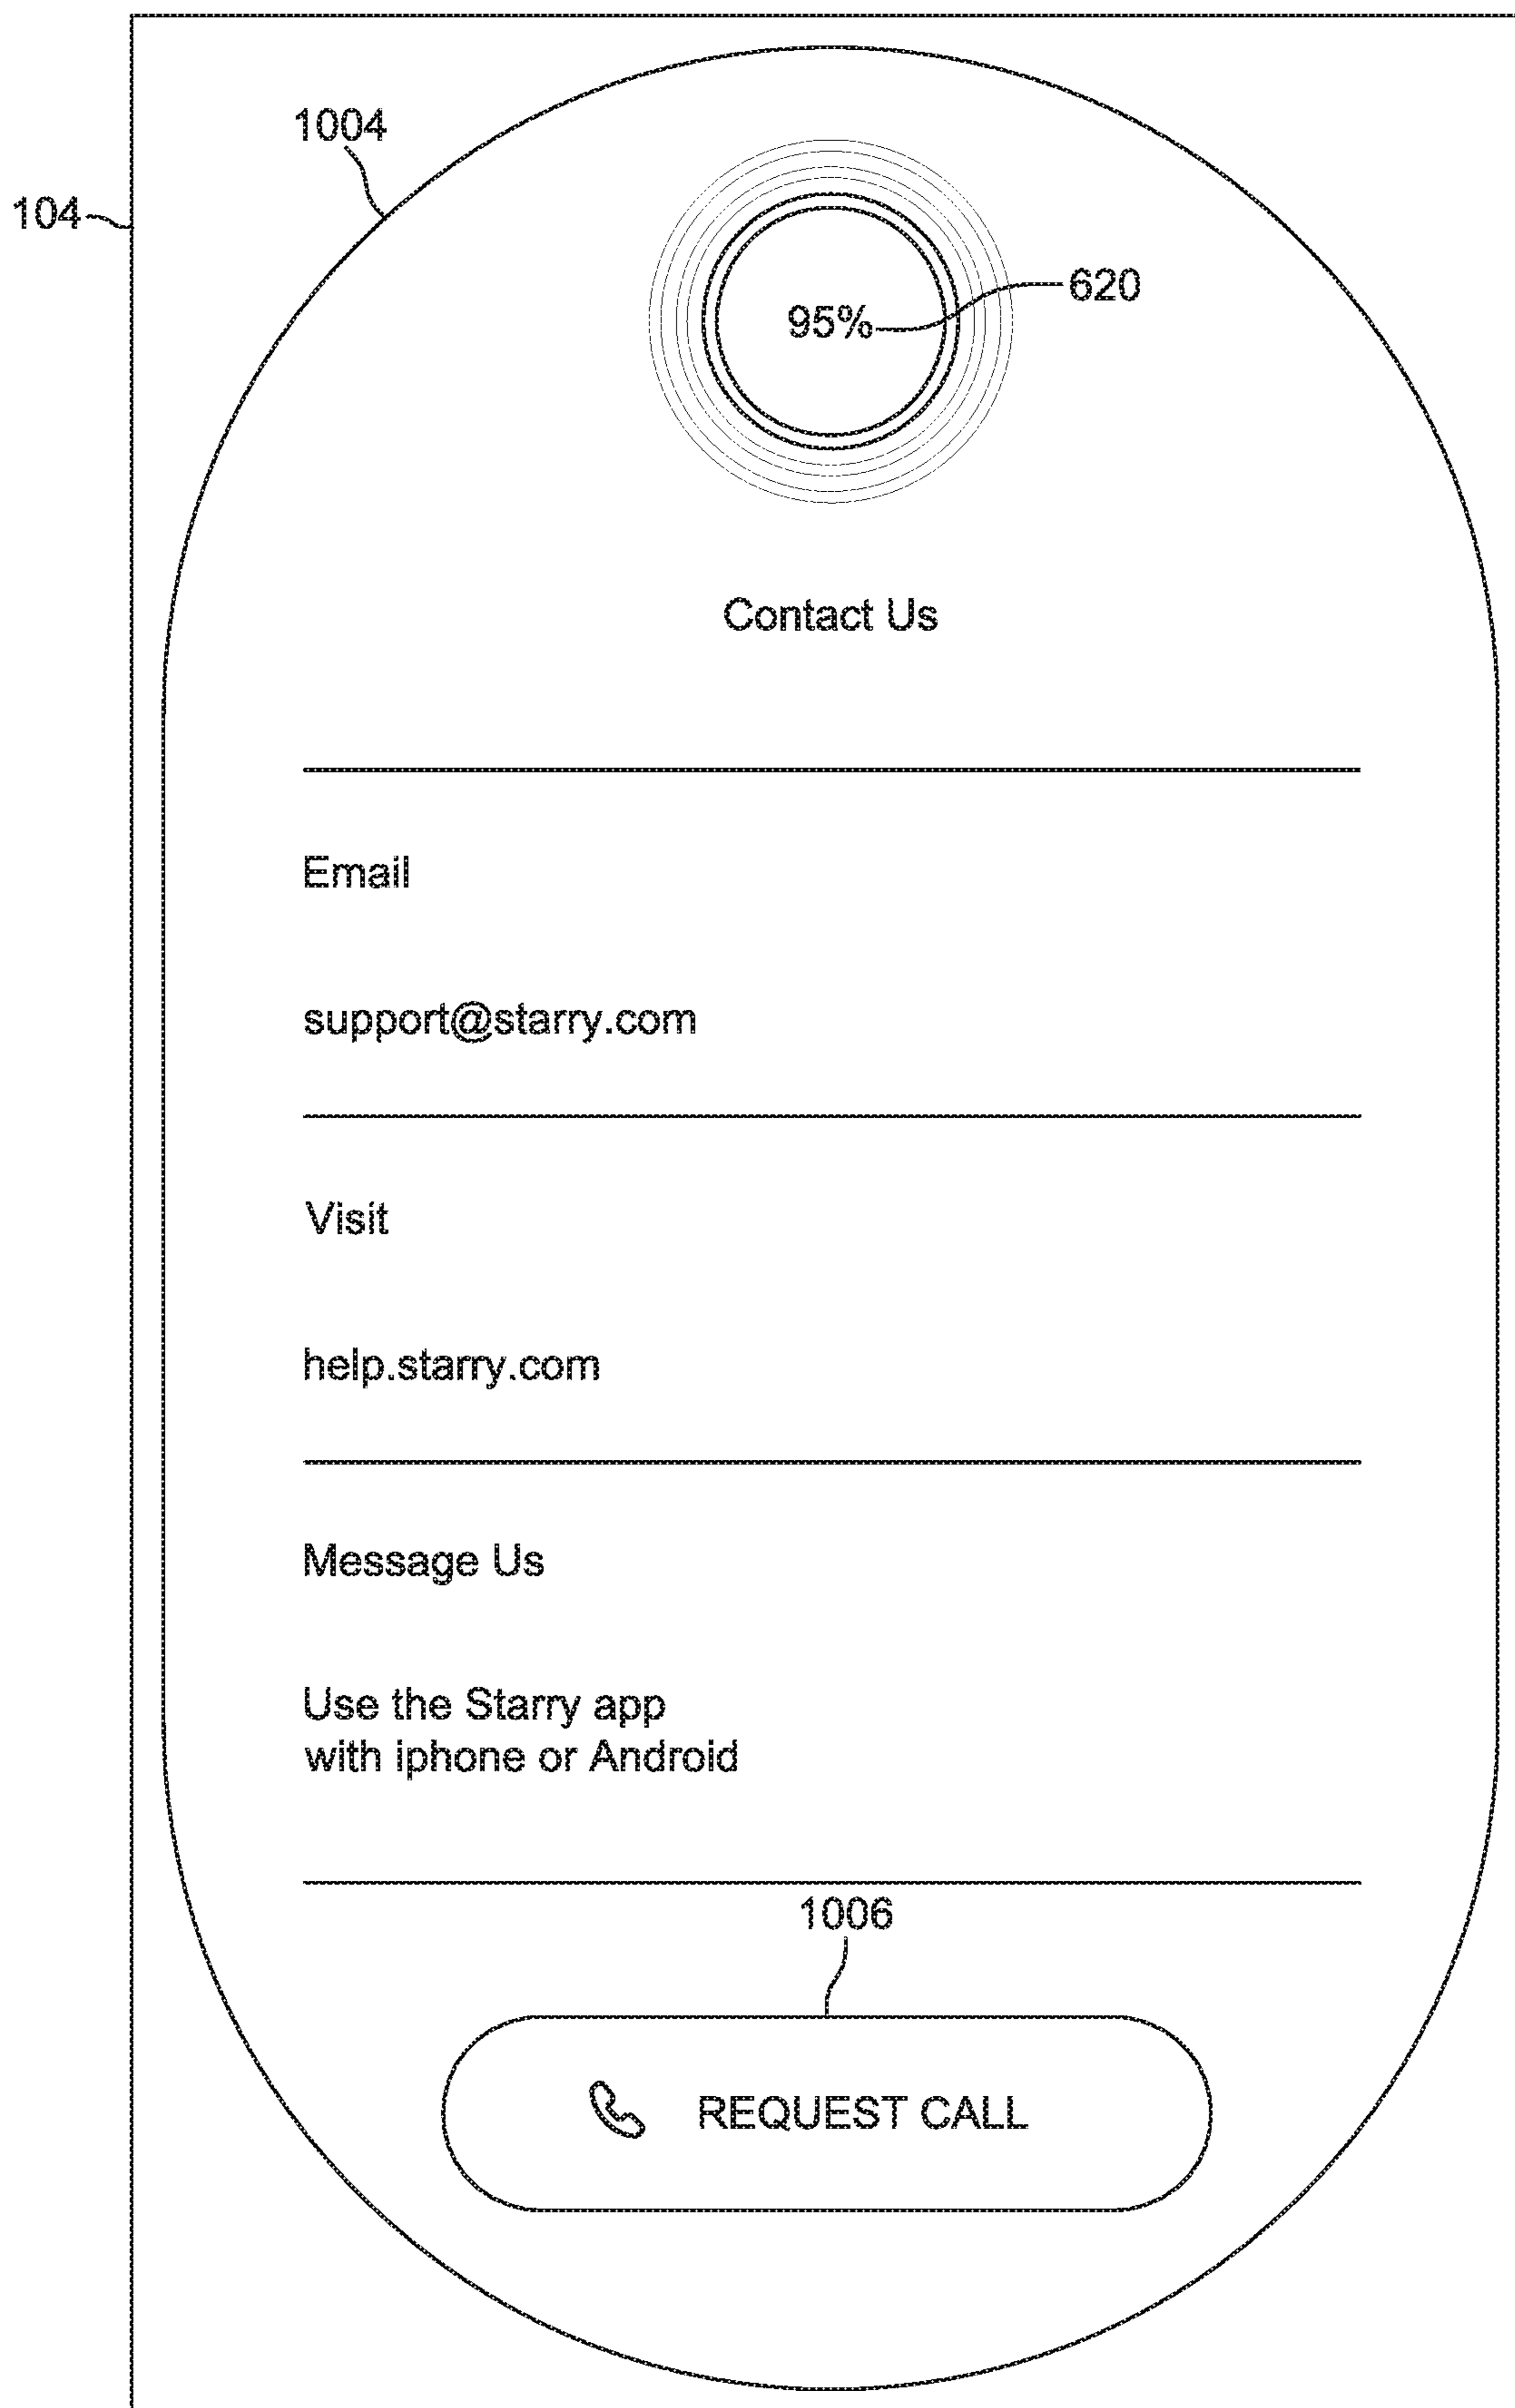 1004
104
620
95%
Contact Us
Email
support@starry.com
Visit
help.starry.com
Message Us
Use the Starry app
with iphone or Android
1006
REQUEST CALL